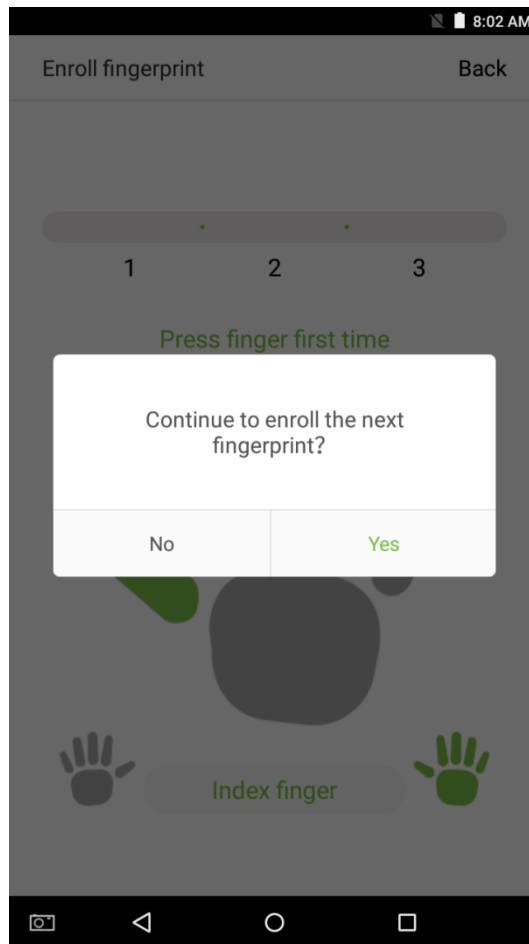 8:02 AM
Enroll fingerprint Back
1 2 3
Press finger first time
Continue to enroll the next
fingerprint?
No Yes
Index finger